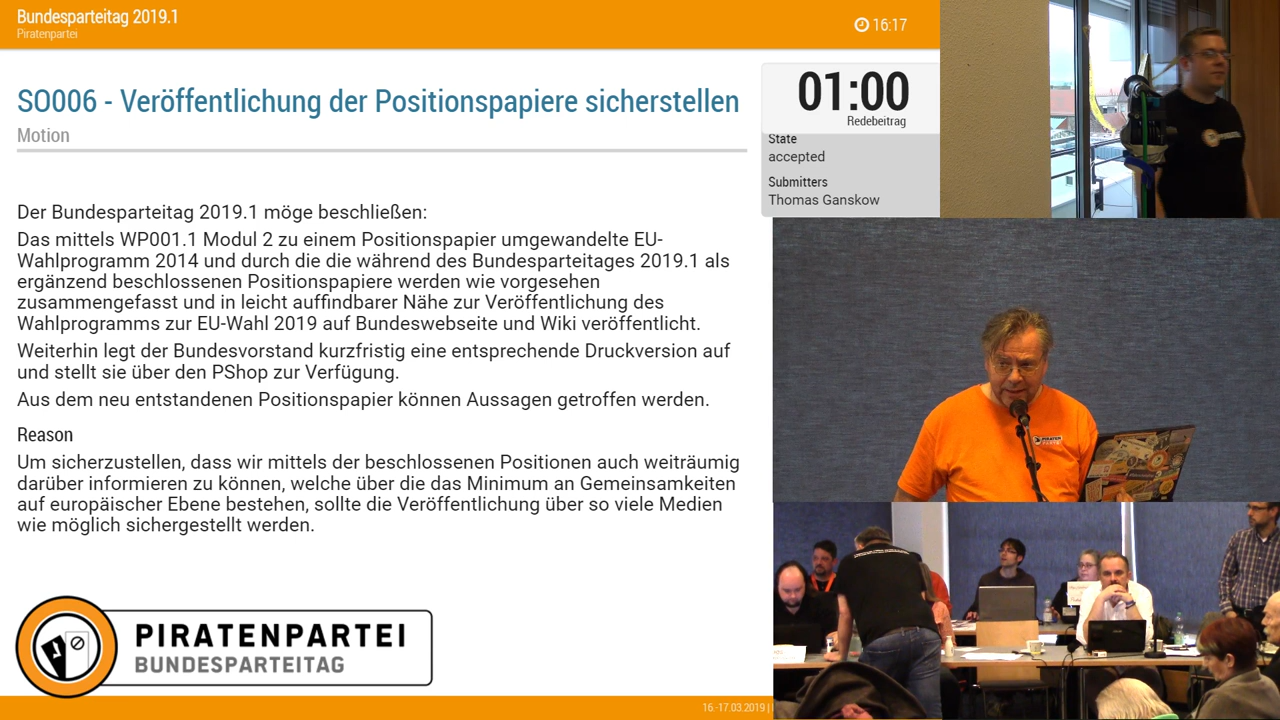 Bundesparteitag 2019.1
Piratenpartei
16:17
SO006 - Veröffentlichung der Positionspapiere sicherstellen
Motion
01:00
Redebeitrag
State
accepted
Submitters
Thomas Ganskow
Der Bundesparteitag 2019.1 möge beschließen:
Das mittels WP001.1 Modul 2 zu einem Positionspapier umgewandelte EU-
Wahlprogramm 2014 und durch die die während des Bundesparteitages 2019.1 als
ergänzend beschlossenen Positionspapiere werden wie vorgesehen
zusammengefasst und in leicht auffindbarer Nähe zur Veröffentlichung des
Wahlprogramms zur EU-Wahl 2019 auf Bundeswebseite und Wiki veröffentlicht.
Weiterhin legt der Bundesvorstand kurzfristig eine entsprechende Druckversion auf
und stellt sie über den PShop zur Verfügung.
Aus dem neu entstandenen Positionspapier können Aussagen getroffen werden.
Reason
Um sicherzustellen, dass wir mittels der beschlossenen Positionen auch weiträumig
darüber informieren zu können, welche über die das Minimum an Gemeinsamkeiten
auf europäischer Ebene bestehen, sollte die Veröffentlichung über so viele Medien
wie möglich sichergestellt werden.
PIRATENPARTEI
BUNDESPARTEITAG
16.-17.03.2019 |
PIRATEN
PARTEI